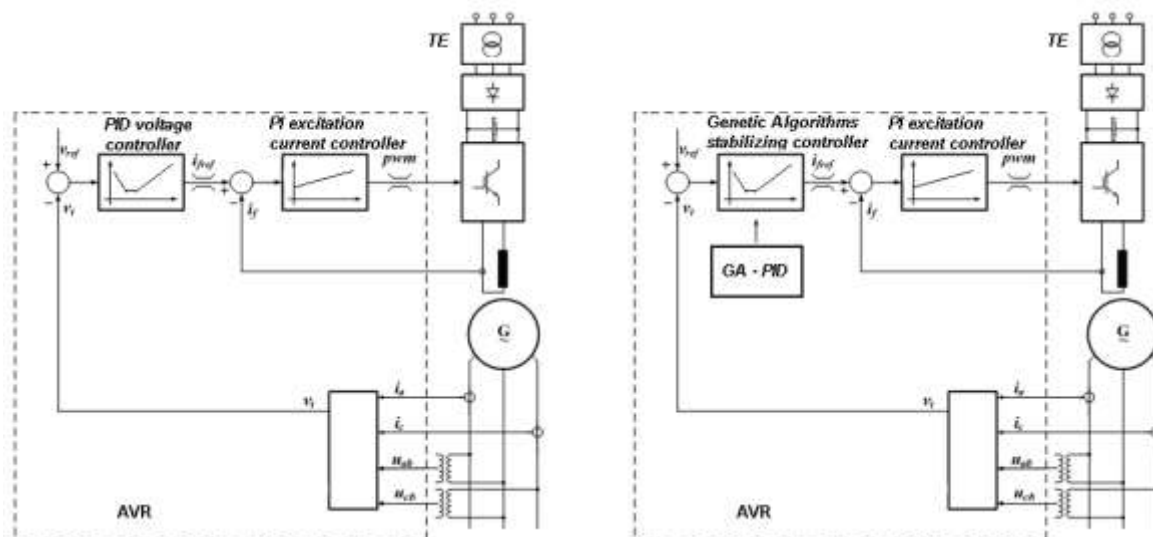 TE
PID voltage
controller
PI excitation
current controller
v_ref
i_fref
pwm
+
−
+
−
v_t
i_f
G
~
i_a
v_t
i_c
u_ab
u_cb
AVR
TE
Genetic Algorithms
stabilizing controller
PI excitation
current controller
v_ref
i_fref
pwm
+
−
+
−
v_t
i_f
GA - PID
G
~
i_a
v_t
i_c
u_ab
u_cb
AVR